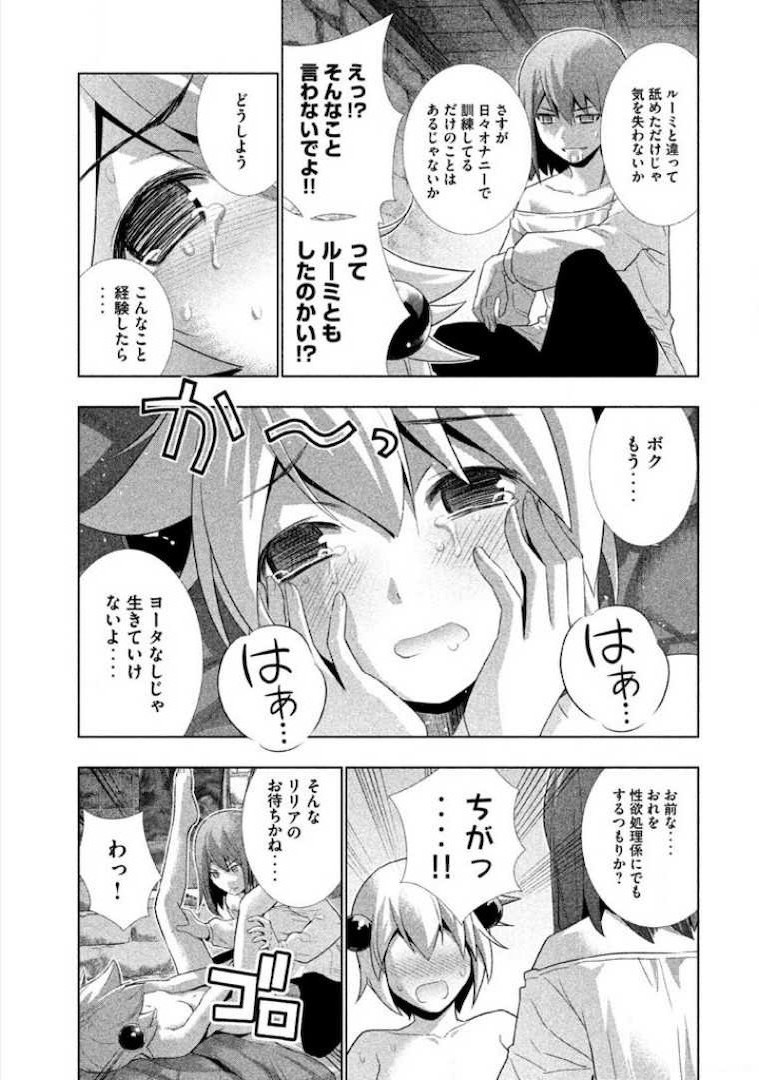 ルーミと違って
舐めただけじゃ
気を失わないか
さすが
日々オナニーで
訓練してる
だけのことは
あるじゃないか
えっ!?
そんなこと
言わないでよ!!
って
ルーミとも
したのかい!?
どうしよう
こんなこと
経験したら
‥‥
ボク
もう‥‥
か〜っ
はぁ…
はぁ…
ヨータなしじゃ
生きていけ
ないよ‥‥
お前な‥‥
おれを
性欲処理係にでも
するつもりか?
ちがっ
‥‥!!
そんな
リリアの
お待ちかね‥‥
わっ!
ゴロ